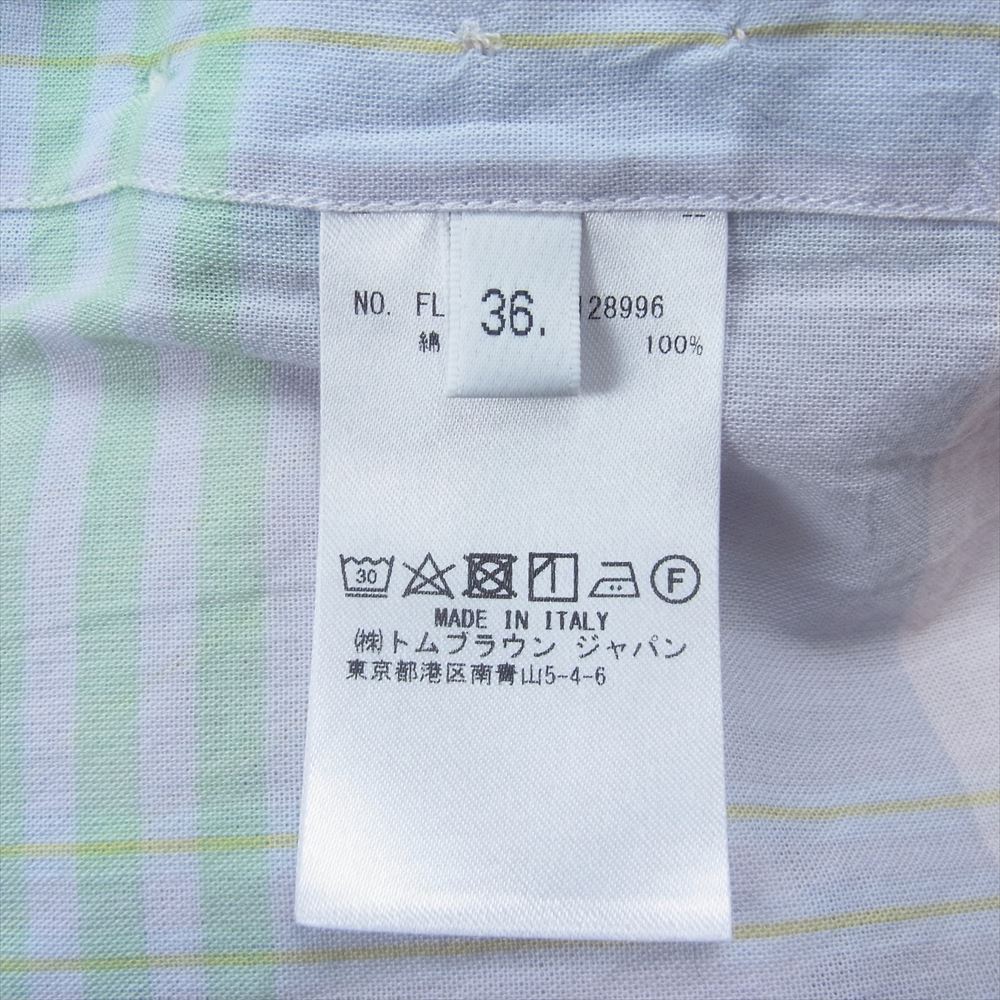 NO. FL 128996
36.
綿 100%
30 F
MADE IN ITALY
㈱トムブラウン ジャパン
東京都港区南青山5-4-6